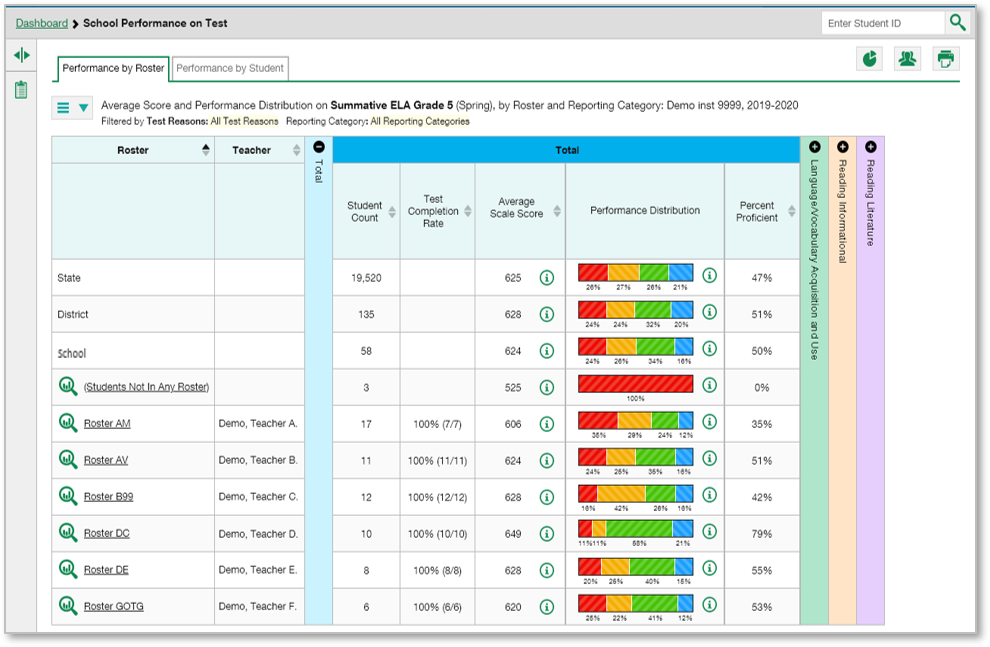 Dashboard School Performance on Test
Enter Student ID
Performance by Roster Performance by Student
Average Score and Performance Distribution on Summative ELA Grade 5 (Spring), by Roster and Reporting Category: Demo inst 9999, 2019-2020
Filtered by Test Reasons: All Test Reasons Reporting Category: All Reporting Categories
Roster Teacher Total Total
Language/Vocabulary Acquisition and Use
Reading Informational
Reading Literature
Student Count Test Completion Rate Average Scale Score Performance Distribution Percent Proficient
State 19,520 625 47%
26% 27% 26% 21%
District 135 628 51%
24% 24% 32% 20%
School 58 624 50%
24% 26% 34% 16%
(Students Not In Any Roster) 3 525 0%
100%
Roster AM Demo, Teacher A. 17 100% (7/7) 606 35%
35% 29% 24% 12%
Roster AV Demo, Teacher B. 11 100% (11/11) 624 51%
24% 16%
Roster B99 Demo, Teacher C. 12 100% (12/12) 628 42%
16% 42% 16%
Roster DC Demo, Teacher D. 10 100% (10/10) 649 79%
11% 11% 21%
Roster DE Demo, Teacher E. 8 100% (8/8) 628 55%
20% 40%
Roster GOTG Demo, Teacher F. 6 100% (6/6) 620 53%
22% 41% 12%